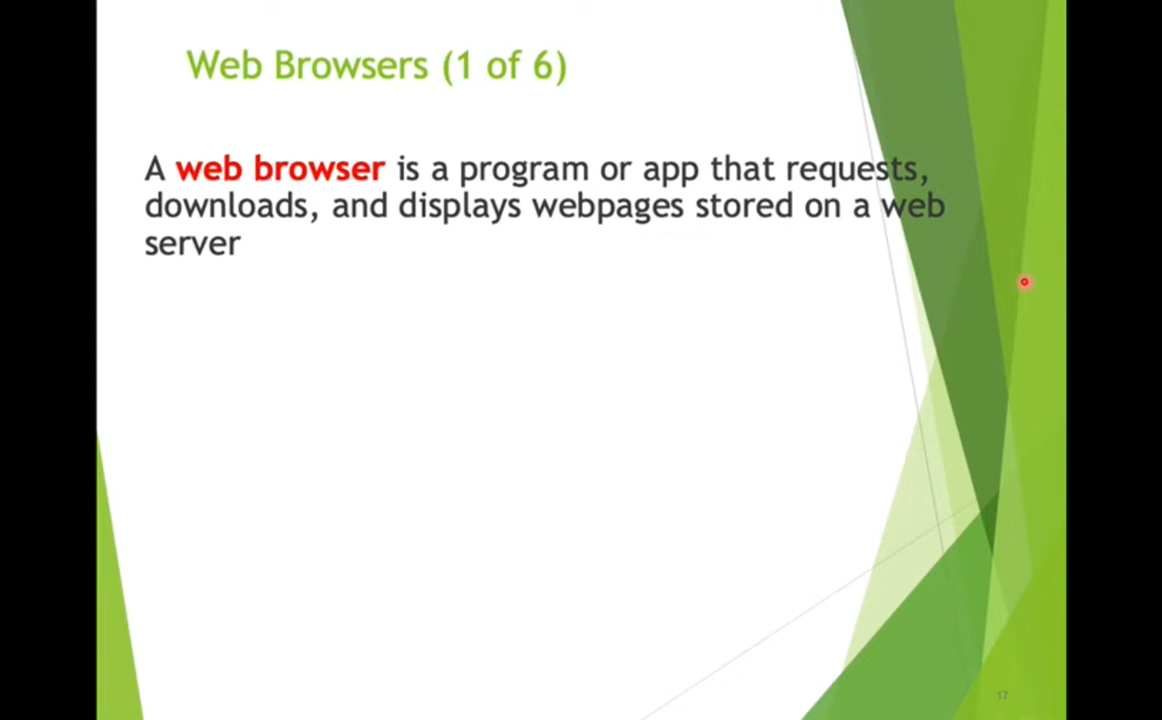 Web Browsers (1 of 6)
A web browser is a program or app that requests,
downloads, and displays webpages stored on a web
server
17